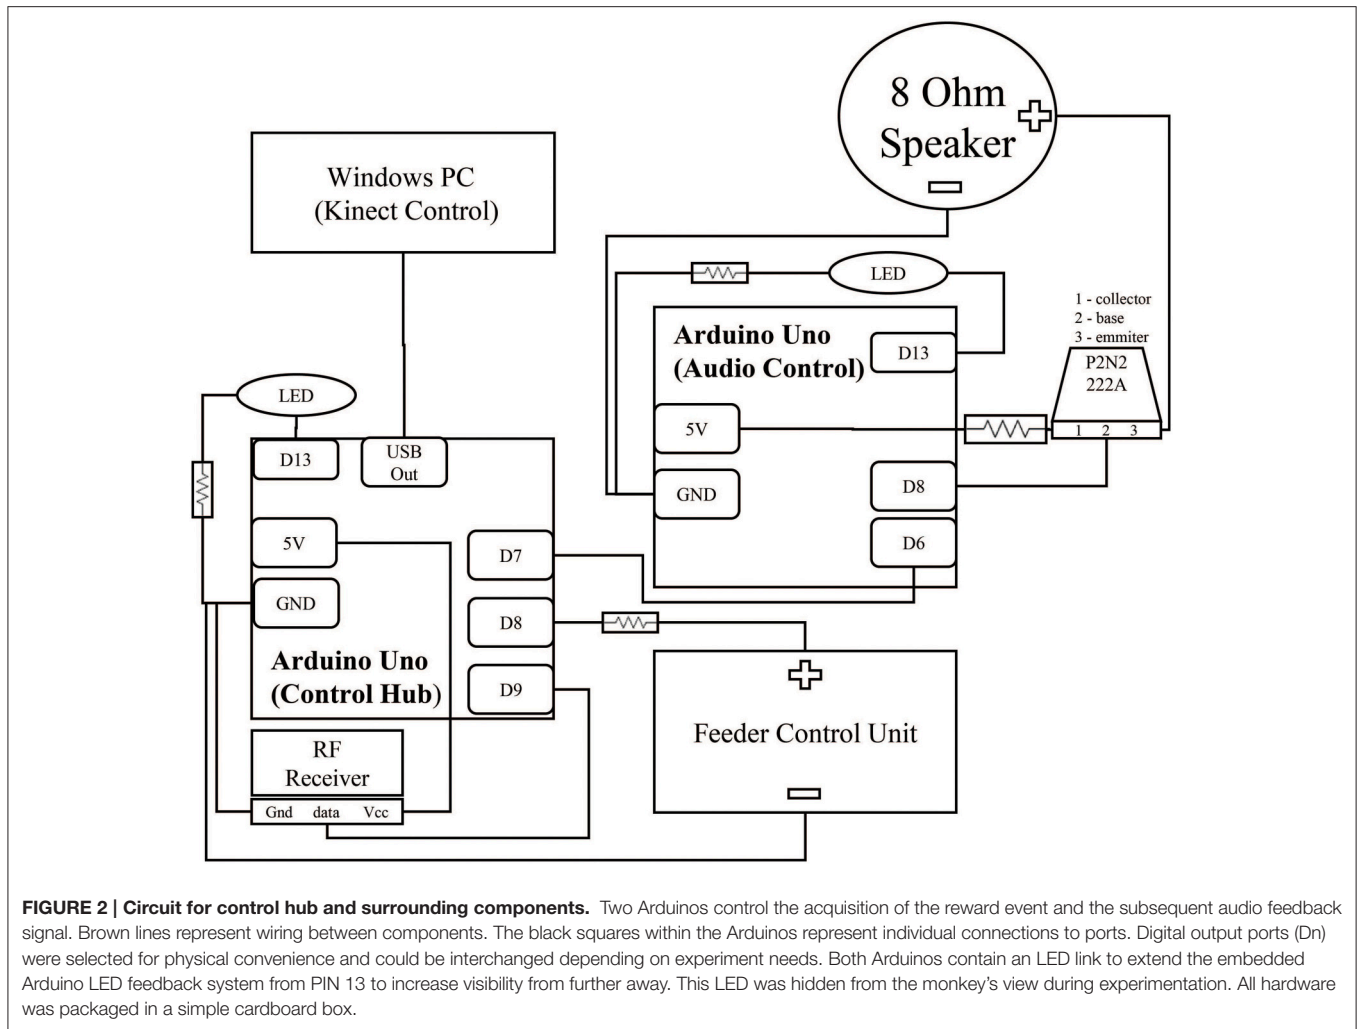 8 Ohm
Speaker
Windows PC
(Kinect Control)
LED
1 - collector
2 - base
3 - emmiter
Arduino Uno
(Audio Control)
D13
P2N2
222A
LED
5V
1 2 3
D13
USB
Out
GND
D8
5V
D7
D6
GND
D8
Arduino Uno
(Control Hub)
D9
Feeder Control Unit
RF
Receiver
Gnd data Vcc
FIGURE 2 | Circuit for control hub and surrounding components. Two Arduinos control the acquisition of the reward event and the subsequent audio feedback
signal. Brown lines represent wiring between components. The black squares within the Arduinos represent individual connections to ports. Digital output ports (Dn)
were selected for physical convenience and could be interchanged depending on experiment needs. Both Arduinos contain an LED link to extend the embedded
Arduino LED feedback system from PIN 13 to increase visibility from further away. This LED was hidden from the monkey's view during experimentation. All hardware
was packaged in a simple cardboard box.